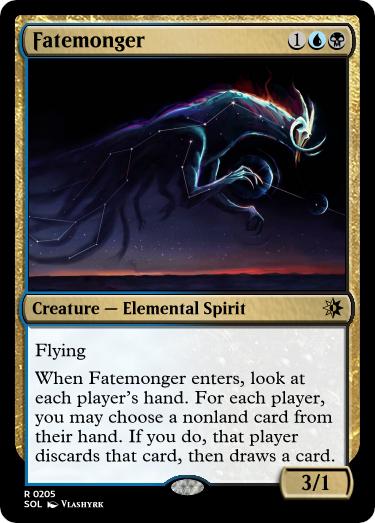 Fatemonger 1
Creature — Elemental Spirit
Flying
When Fatemonger enters, look at
each player's hand. For each player,
you may choose a nonland card from
their hand. If you do, that player
discards that card, then draws a card.
3/1
R 0205
SOL Vlashyrk